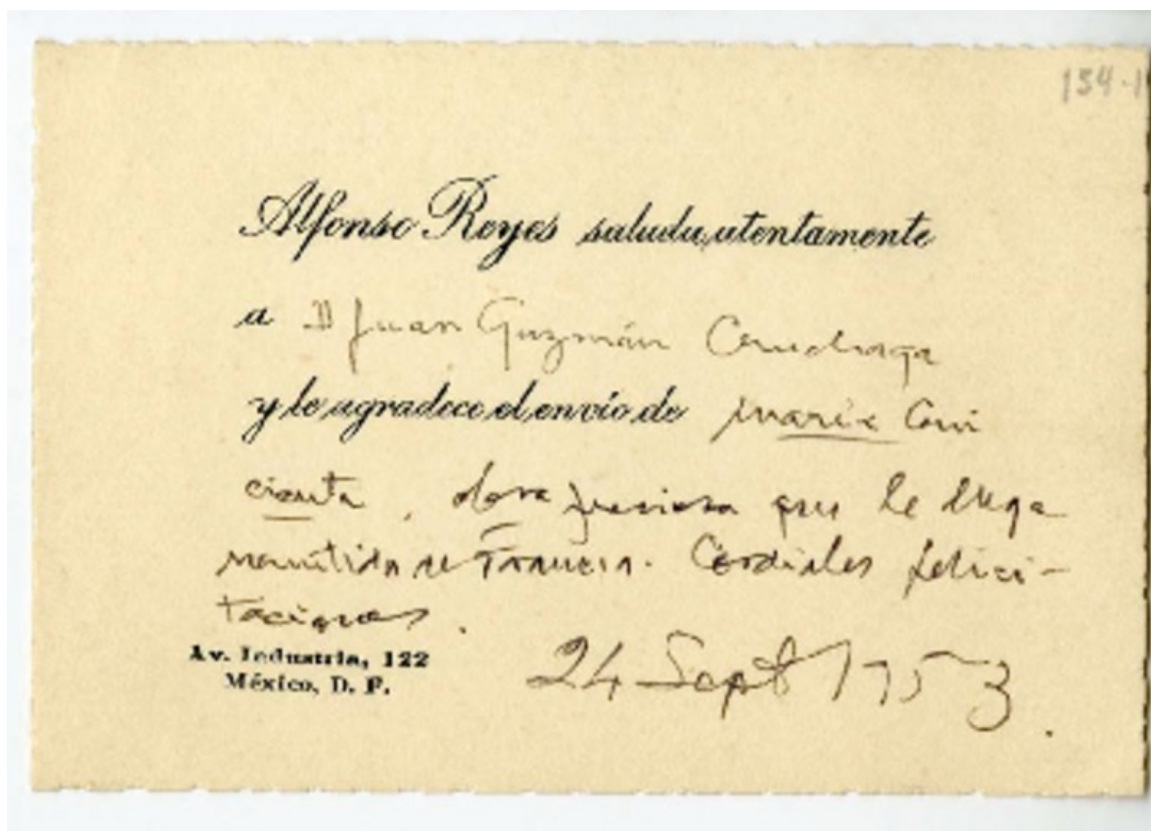 134-1
Alfonso Reyes saluda atentamente
a D Juan Guzmán Cruchaga
y le agradece el envío de María Ceni
cienta, obra preciosa que le llega
remitida de Francia. Cordiales felici-
taciones.
Av. Industria, 122
México, D. F.
24 Sept 1953.